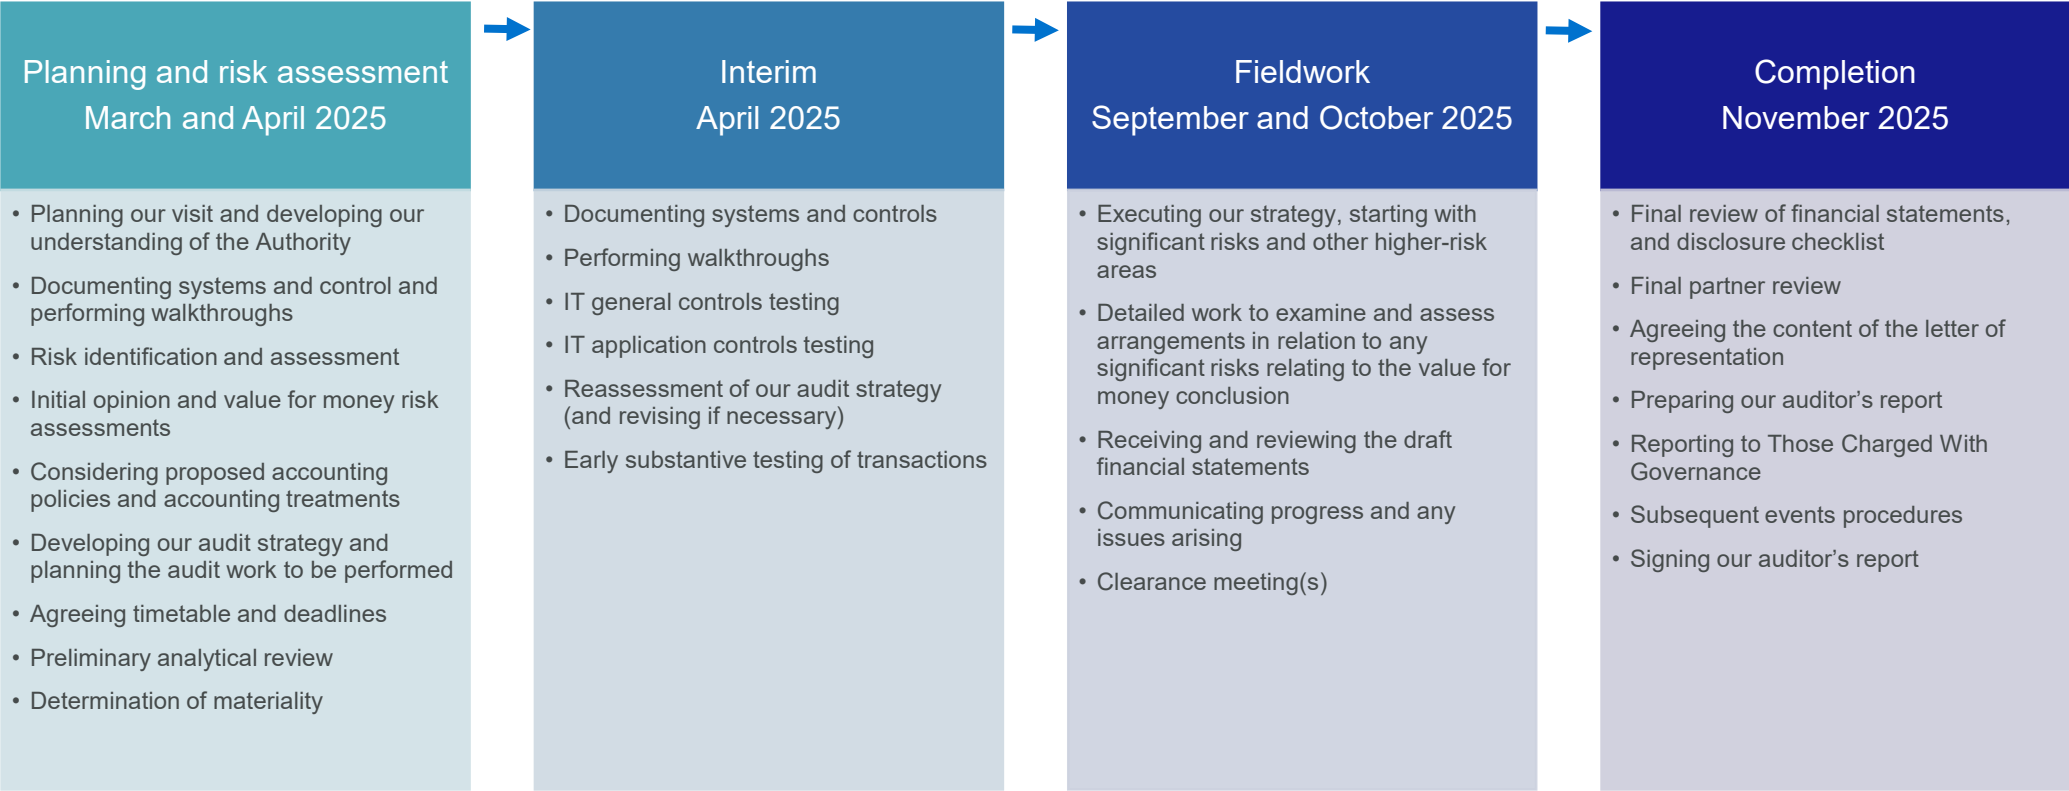 Planning and risk assessment
March and April 2025
• Planning our visit and developing our
understanding of the Authority
• Documenting systems and control and
performing walkthroughs
• Risk identification and assessment
• Initial opinion and value for money risk
assessments
• Considering proposed accounting
policies and accounting treatments
• Developing our audit strategy and
planning the audit work to be performed
• Agreeing timetable and deadlines
• Preliminary analytical review
• Determination of materiality
Interim
April 2025
• Documenting systems and controls
• Performing walkthroughs
• IT general controls testing
• IT application controls testing
• Reassessment of our audit strategy
(and revising if necessary)
• Early substantive testing of transactions
Fieldwork
September and October 2025
• Executing our strategy, starting with
significant risks and other higher-risk
areas
• Detailed work to examine and assess
arrangements in relation to any
significant risks relating to the value for
money conclusion
• Receiving and reviewing the draft
financial statements
• Communicating progress and any
issues arising
• Clearance meeting(s)
Completion
November 2025
• Final review of financial statements,
and disclosure checklist
• Final partner review
• Agreeing the content of the letter of
representation
• Preparing our auditor’s report
• Reporting to Those Charged With
Governance
• Subsequent events procedures
• Signing our auditor’s report